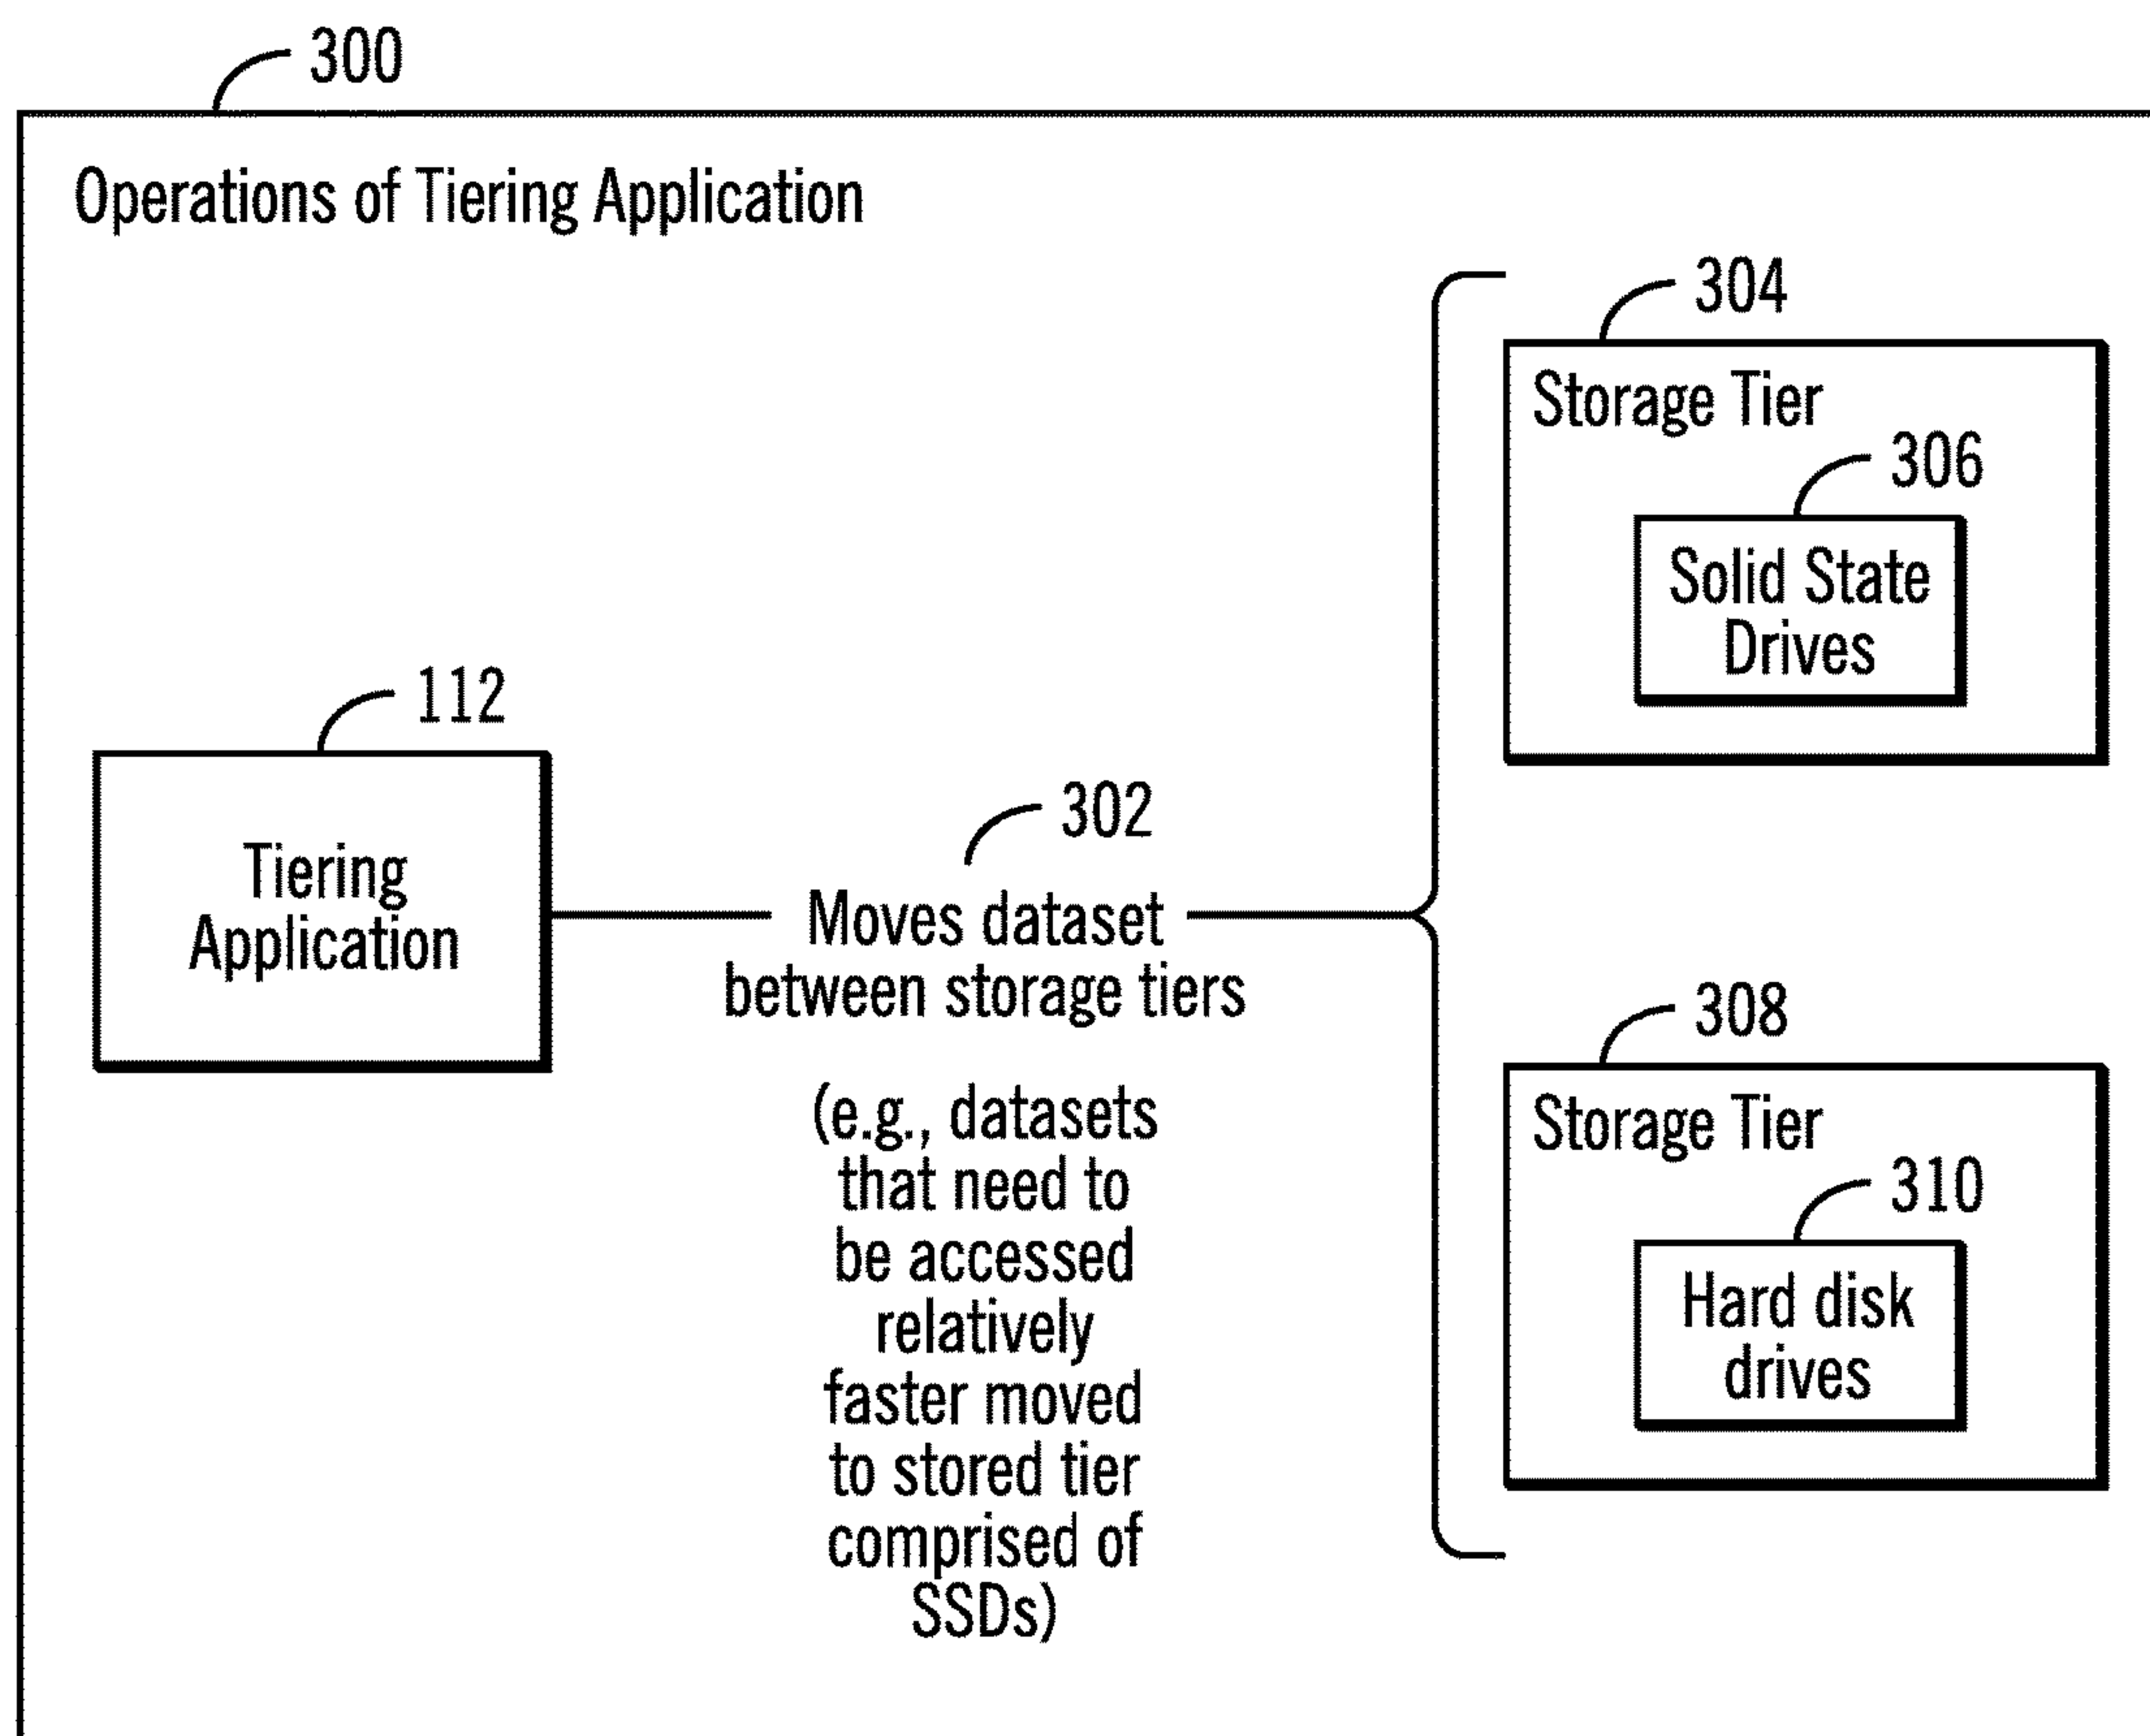 300
Operations of Tiering Application
304
Storage Tier
306
Solid State
Drives
112
Tiering
Application
302
Moves dataset
between storage tiers
(e.g., datasets
that need to
be accessed
relatively
faster moved
to stored tier
comprised of
SSDs)
308
Storage Tier
310
Hard disk
drives